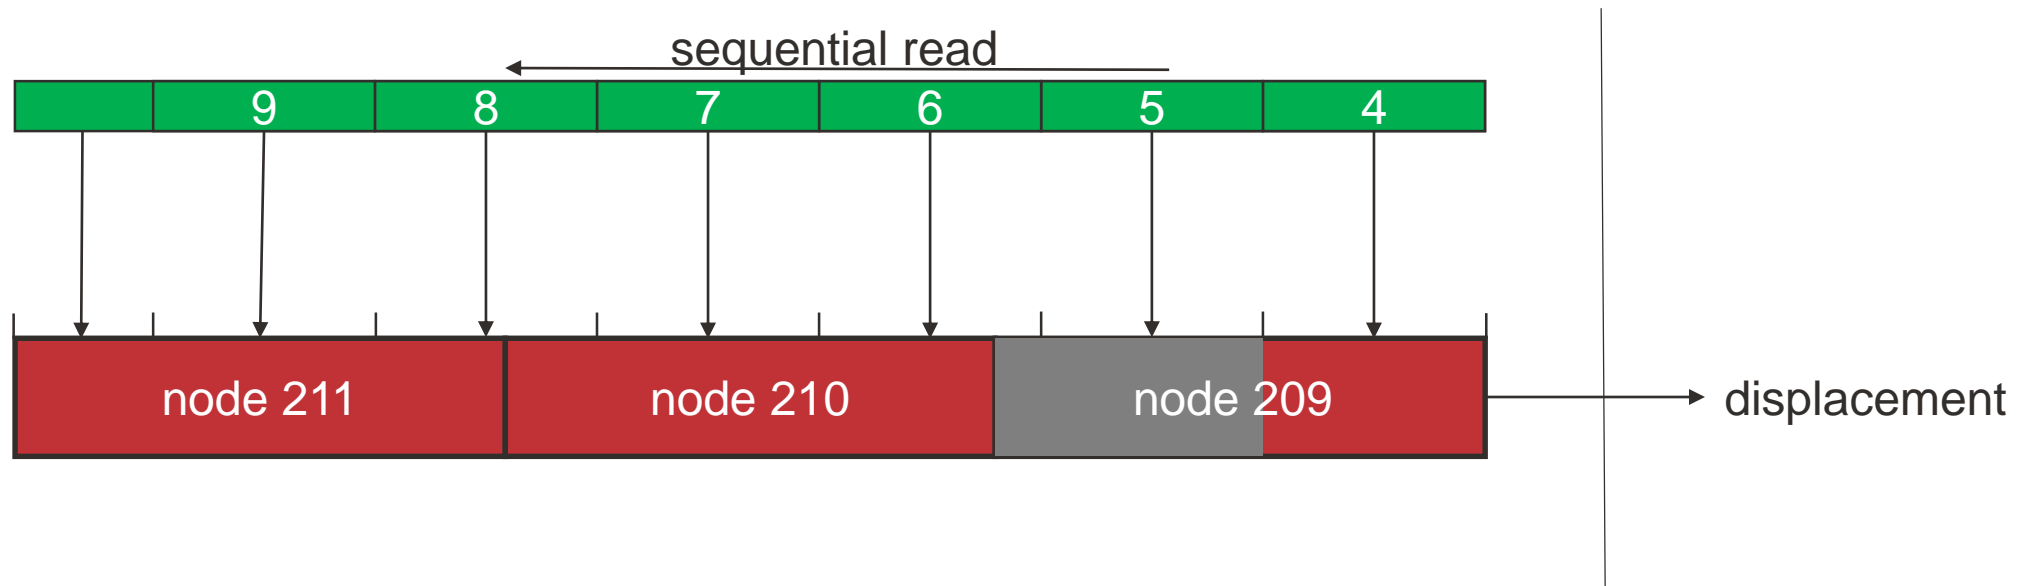 sequential read
9 8 7 6 5 4
node 211 node 210 node 209 displacement